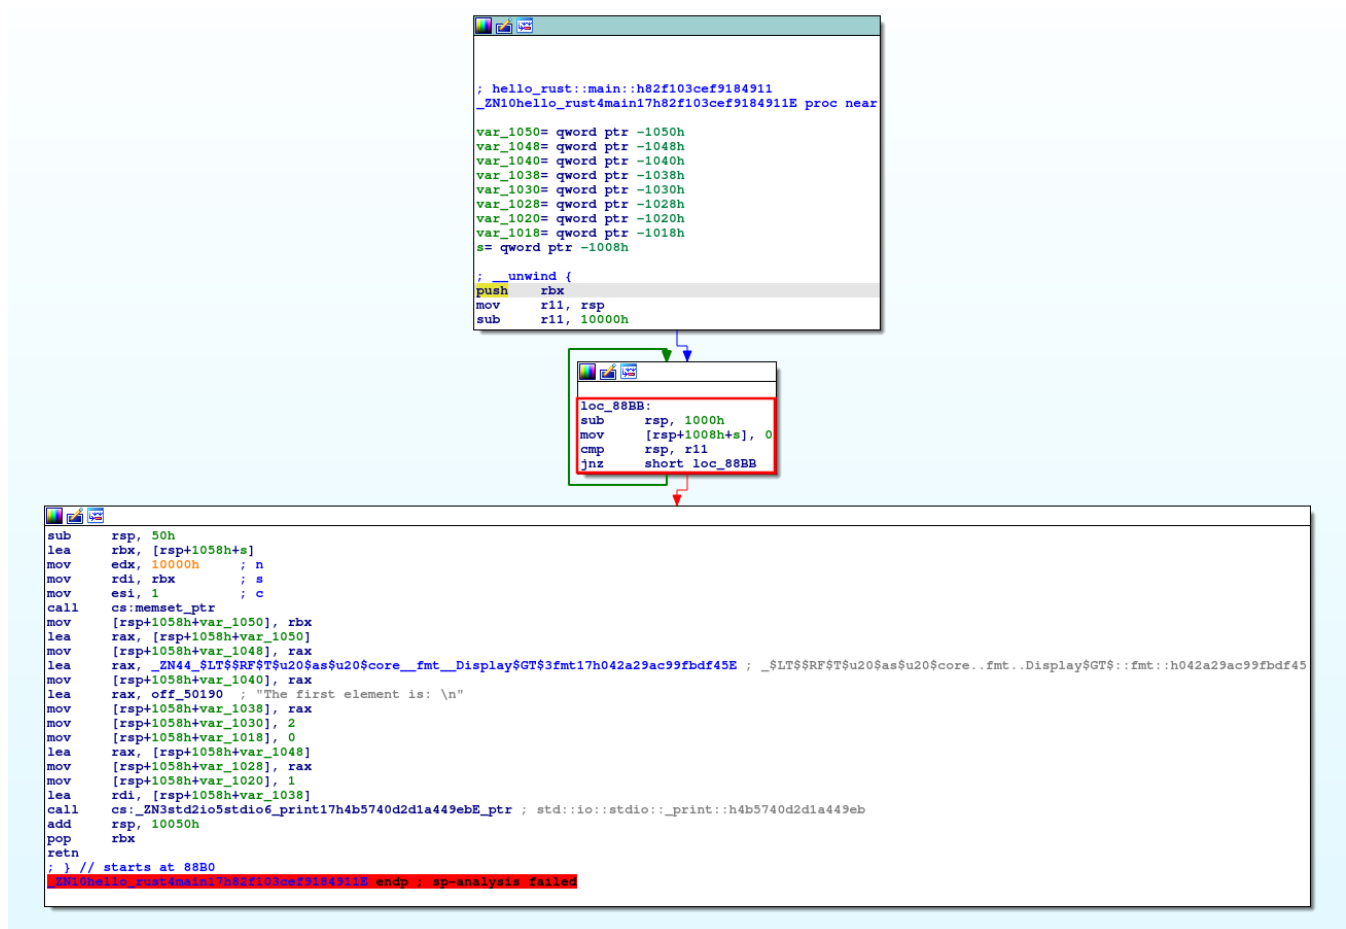 ; hello_rust::main::h82f103cef9184911
_ZN10hello_rust4main17h82f103cef9184911E proc near
var_1050= qword ptr -1050h
var_1048= qword ptr -1048h
var_1040= qword ptr -1040h
var_1038= qword ptr -1038h
var_1030= qword ptr -1030h
var_1028= qword ptr -1028h
var_1020= qword ptr -1020h
var_1018= qword ptr -1018h
s= qword ptr -1008h
; __unwind {
push rbx
mov r11, rsp
sub r11, 10000h
loc_88BB:
sub rsp, 1000h
mov [rsp+1008h+s], 0
cmp rsp, r11
jnz short loc_88BB
sub rsp, 50h
lea rbx, [rsp+1058h+s]
mov edx, 10000h ; n
mov rdi, rbx ; s
mov esi, 1 ; c
call cs:memset_ptr
mov [rsp+1058h+var_1050], rbx
lea rax, [rsp+1058h+var_1050]
mov [rsp+1058h+var_1048], rax
lea rax, _ZN44_$LT$$RF$T$u20$as$u20$core__fmt__Display$GT$3fmt17h042a29ac99fbdf45E ; _$LT$$RF$T$u20$as$u20$core..fmt..Display$GT$::fmt::h042a29ac99fbdf45
mov [rsp+1058h+var_1040], rax
lea rax, off_50190 ; "The first element is: \n"
mov [rsp+1058h+var_1038], rax
mov [rsp+1058h+var_1030], 2
mov [rsp+1058h+var_1018], 0
lea rax, [rsp+1058h+var_1048]
mov [rsp+1058h+var_1028], rax
mov [rsp+1058h+var_1020], 1
lea rdi, [rsp+1058h+var_1038]
call cs:_ZN3std2io5stdio6_print17h4b5740d2d1a449ebE_ptr ; std::io::stdio::_print::h4b5740d2d1a449eb
add rsp, 10050h
pop rbx
retn
; } // starts at 88B0
_ZN10hello_rust4main17h82f103cef9184911E endp ; sp-analysis failed